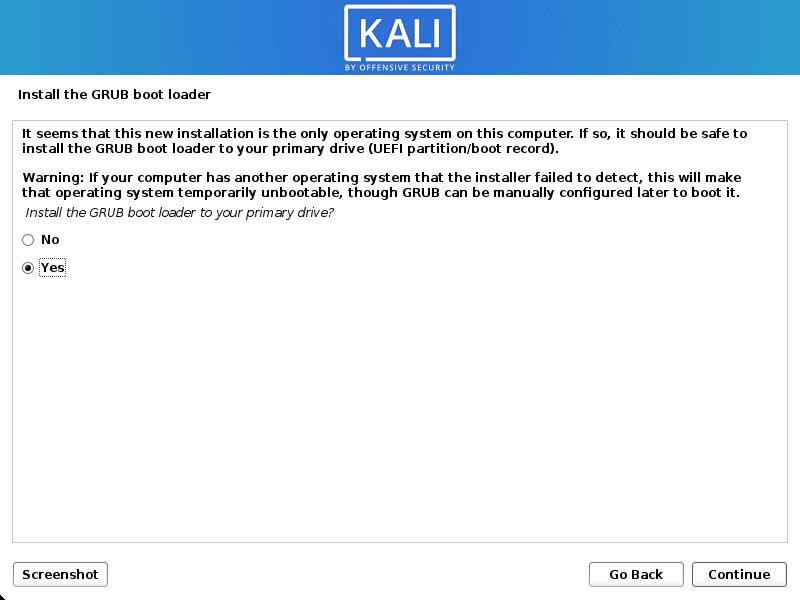 KALI
BY OFFENSIVE SECURITY
Install the GRUB boot loader
It seems that this new installation is the only operating system on this computer. If so, it should be safe to
install the GRUB boot loader to your primary drive (UEFI partition/boot record).
Warning: If your computer has another operating system that the installer failed to detect, this will make
that operating system temporarily unbootable, though GRUB can be manually configured later to boot it.
Install the GRUB boot loader to your primary drive?
No
Yes
Screenshot
Go Back
Continue